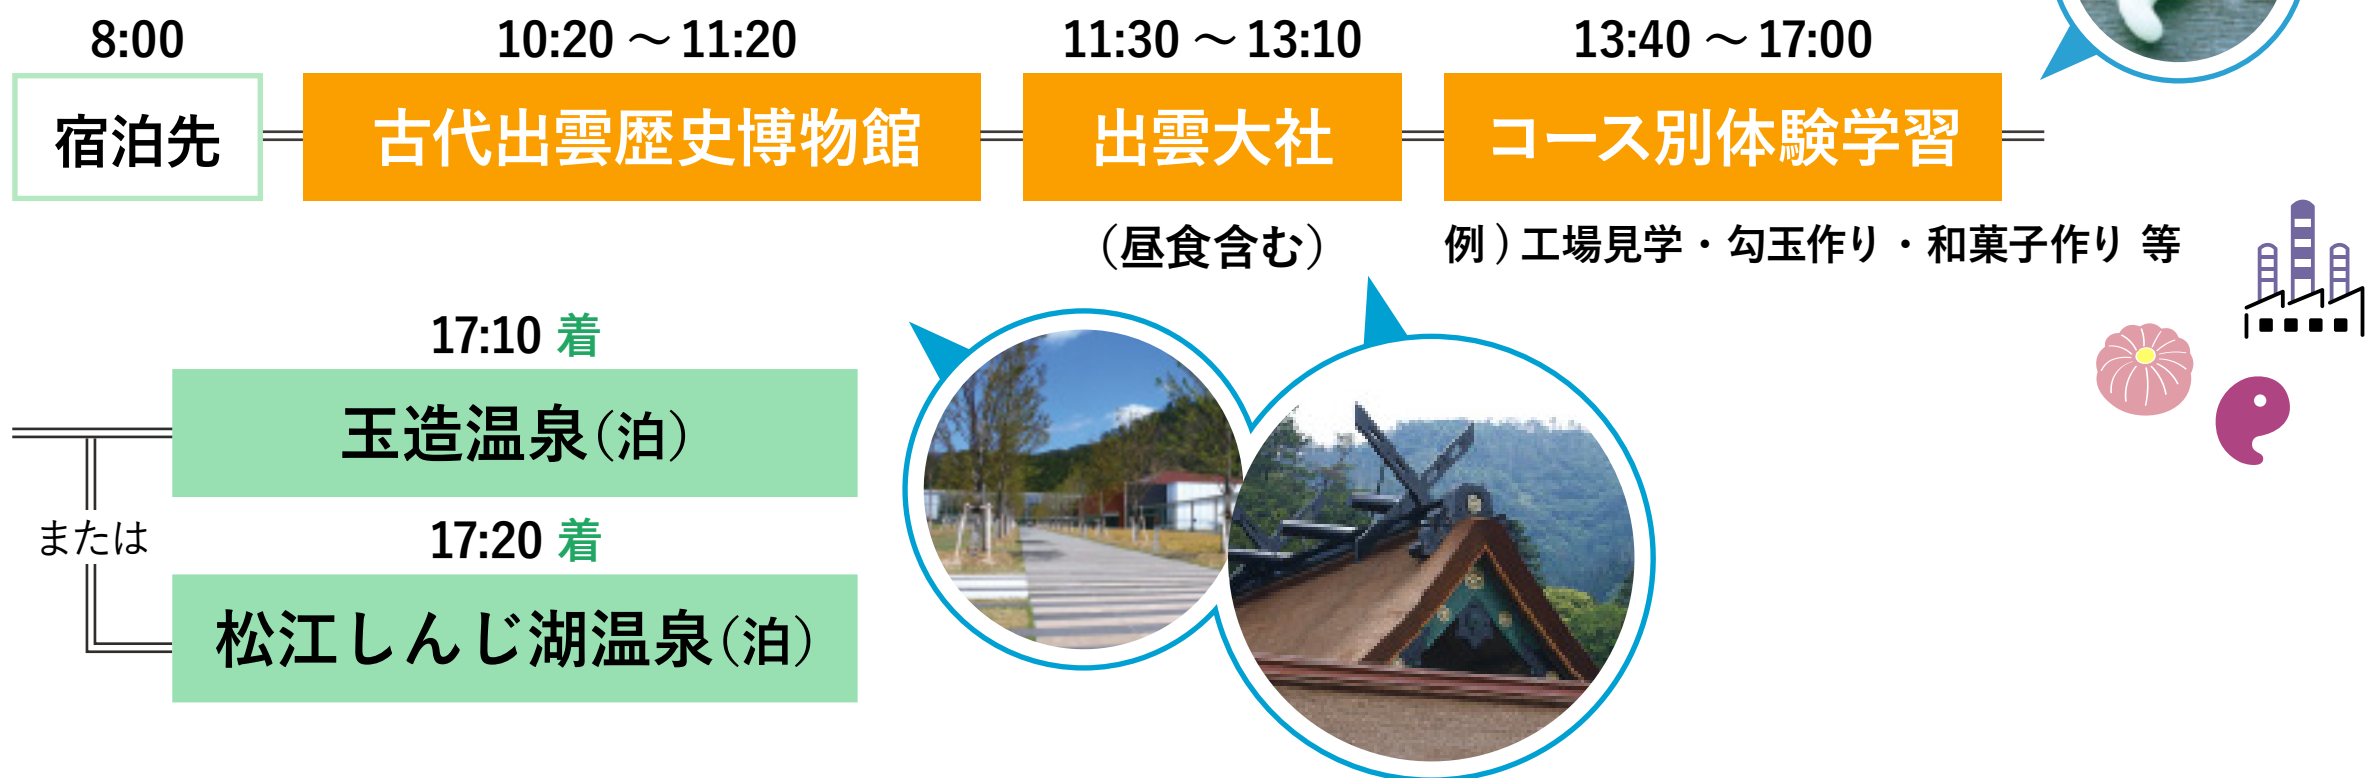 8:00
宿泊先
10:20 ～ 11:20
古代出雲歴史博物館
11:30 ～ 13:10
出雲大社
（昼食含む）
13:40 ～ 17:00
コース別体験学習
例）工場見学・勾玉作り・和菓子作り 等
17:10 着
玉造温泉（泊）
または
17:20 着
松江しんじ湖温泉（泊）